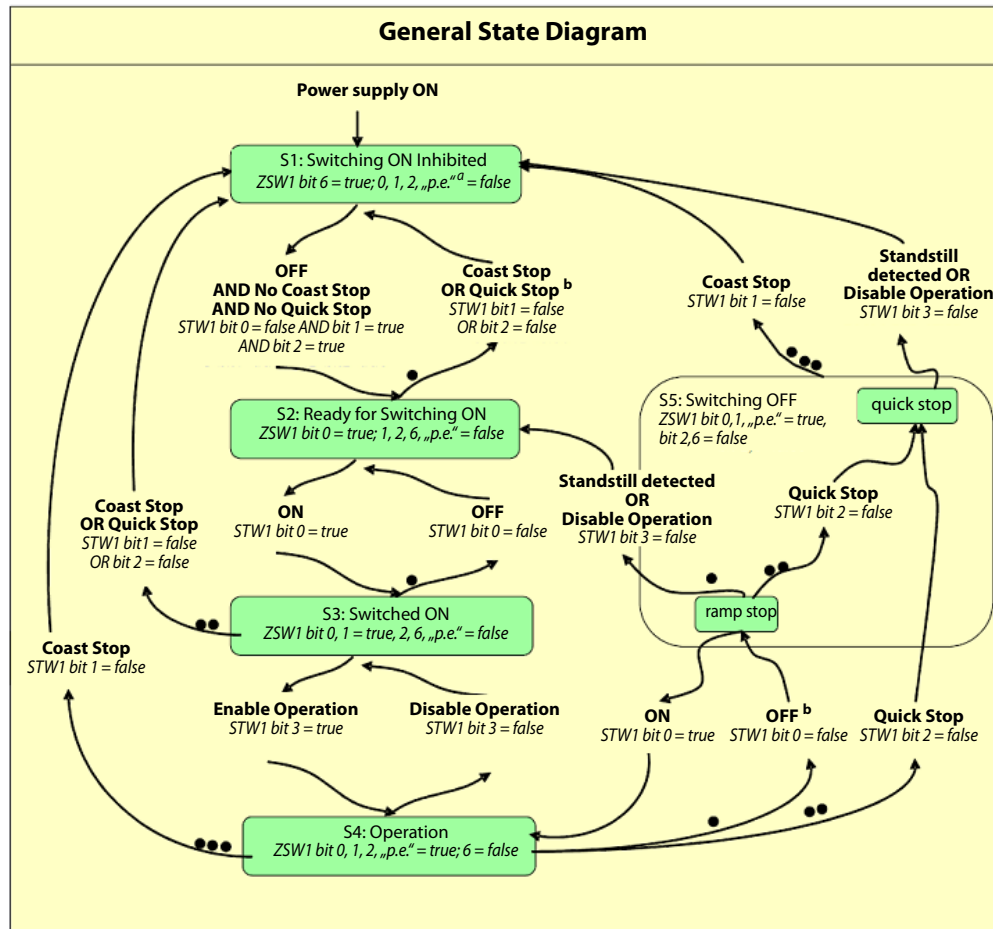 General State Diagram
Power supply ON
S1: Switching ON Inhibited
ZSW1 bit 6 = true; 0, 1, 2, „p.e.“ a = false
OFF
AND No Coast Stop
AND No Quick Stop
STW1 bit 0 = false AND bit 1 = true
AND bit 2 = true
Coast Stop
OR Quick Stop b
STW1 bit1 = false
OR bit 2 = false
Coast Stop
STW1 bit 1 = false
Standstill
detected OR
Disable Operation
STW1 bit 3 = false
S2: Ready for Switching ON
ZSW1 bit 0 = true; 1, 2, 6, „p.e.“ = false
S5: Switching OFF
ZSW1 bit 0,1, „p.e.“ = true,
bit 2,6 = false
quick stop
ON
STW1 bit 0 = true
OFF
STW1 bit 0 = false
Standstill detected
OR
Disable Operation
STW1 bit 3 = false
Quick Stop
STW1 bit 2 = false
Coast Stop
OR Quick Stop
STW1 bit1 = false
OR bit 2 = false
S3: Switched ON
ZSW1 bit 0, 1 = true, 2, 6, „p.e.“ = false
ramp stop
Coast Stop
STW1 bit 1 = false
Enable Operation
STW1 bit 3 = true
Disable Operation
STW1 bit 3 = false
ON
STW1 bit 0 = true
OFF b
STW1 bit 0 = false
Quick Stop
STW1 bit 2 = false
S4: Operation
ZSW1 bit 0, 1, 2, „p.e.“ = true; 6 = false